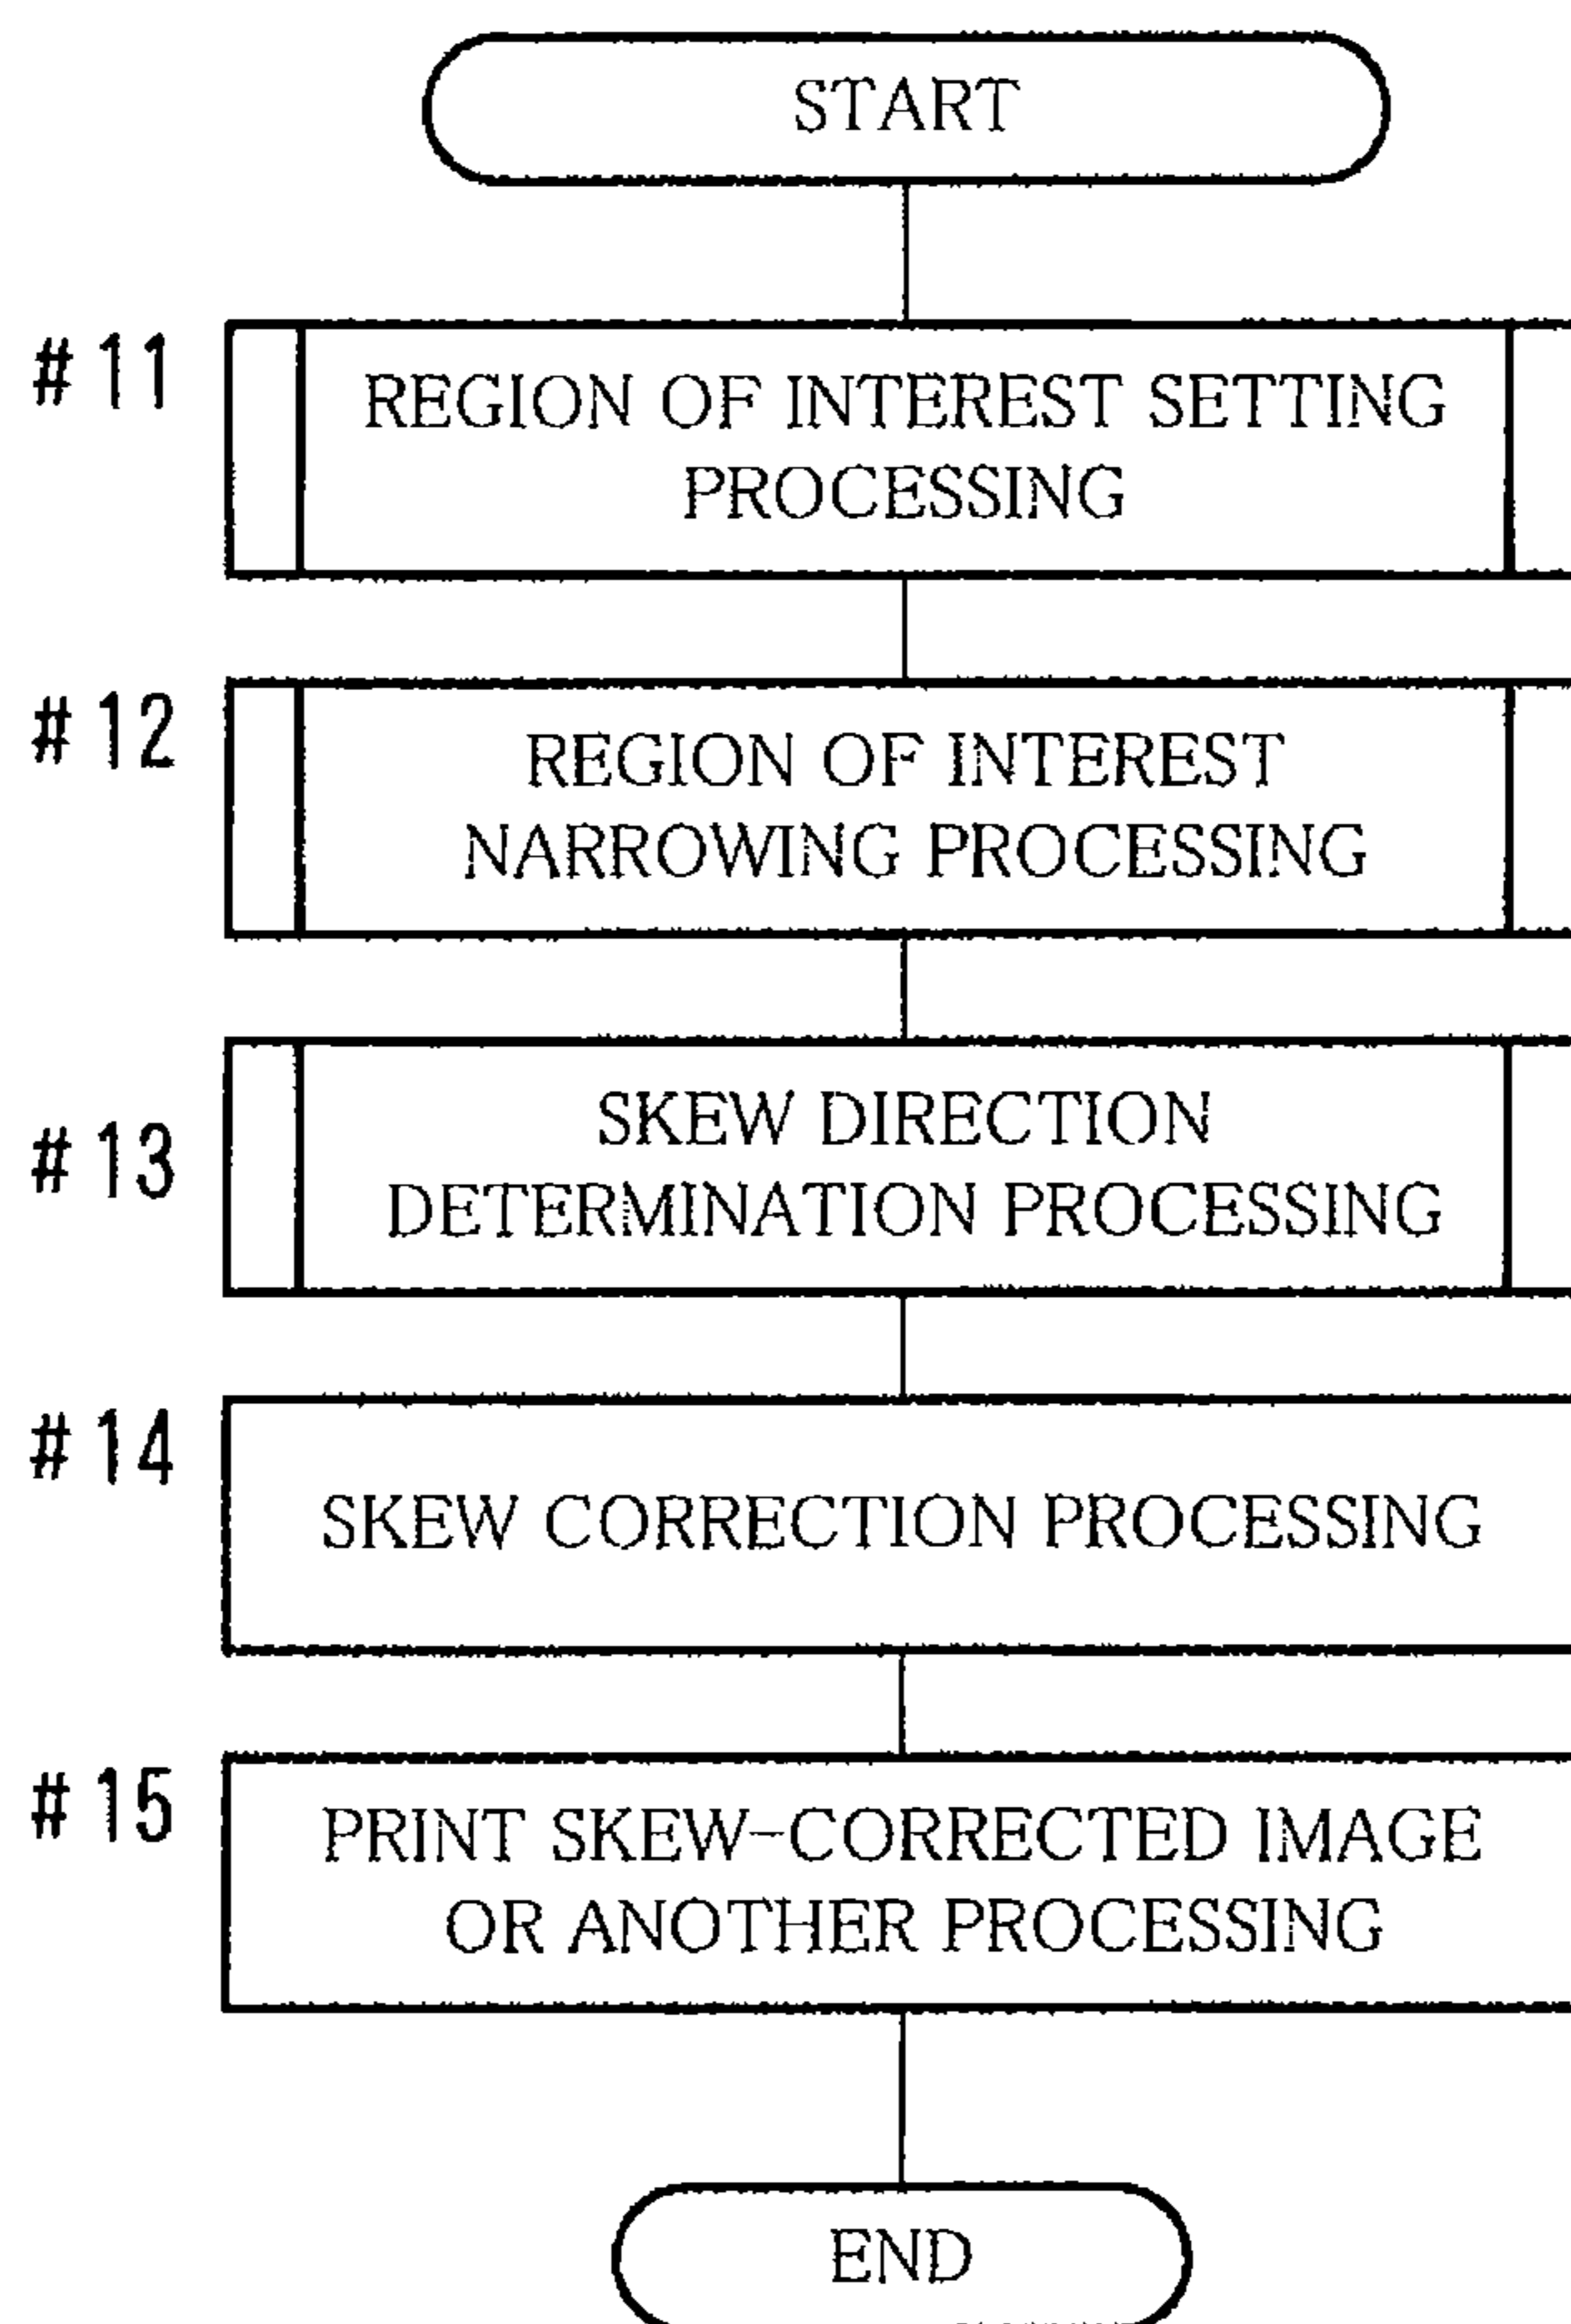 START
#11
REGION OF INTEREST SETTING
PROCESSING
#12
REGION OF INTEREST
NARROWING PROCESSING
#13
SKEW DIRECTION
DETERMINATION PROCESSING
#14
SKEW CORRECTION PROCESSING
#15
PRINT SKEW-CORRECTED IMAGE
OR ANOTHER PROCESSING
END